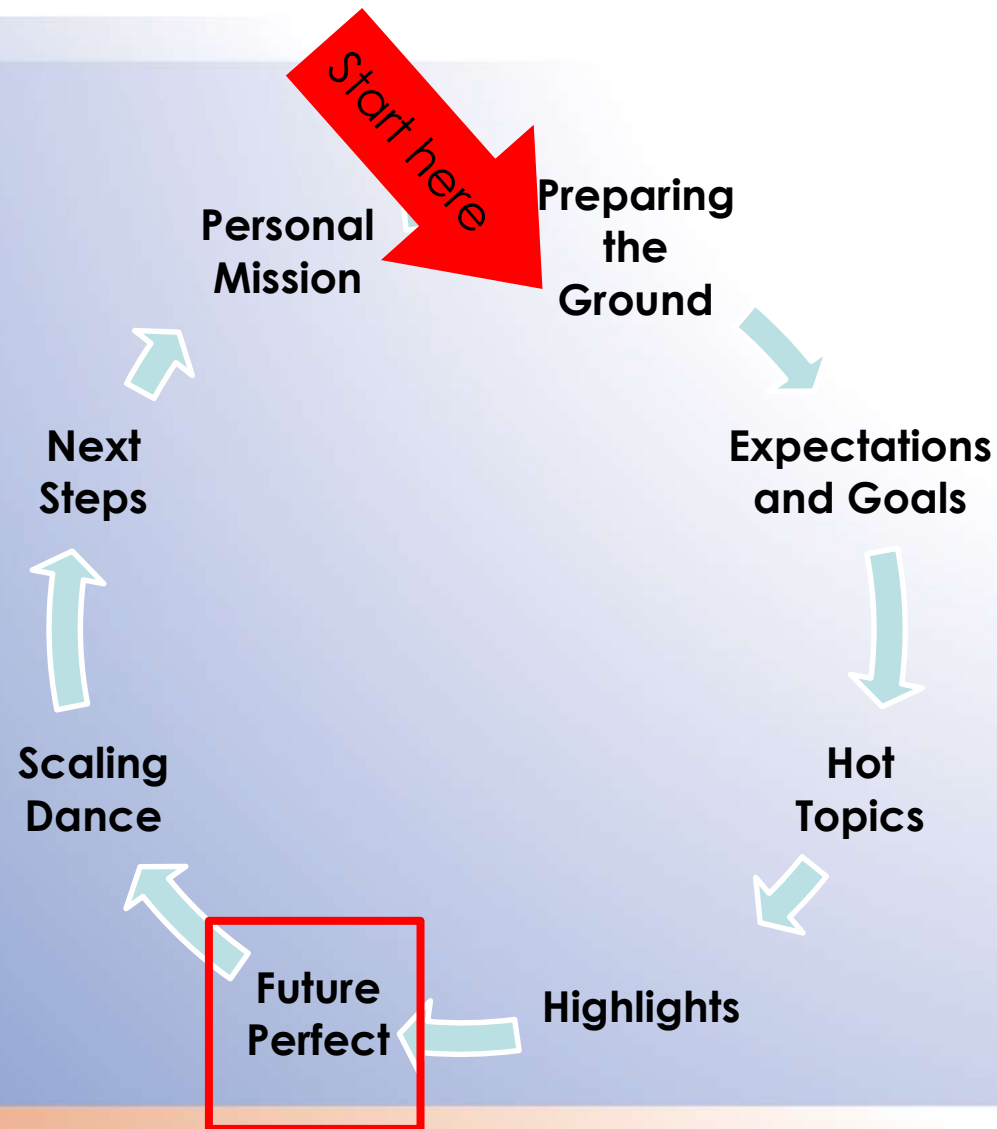 Start here
Preparing
the
Ground
Expectations
and Goals
Hot
Topics
Highlights
Future
Perfect
Scaling
Dance
Next
Steps
Personal
Mission